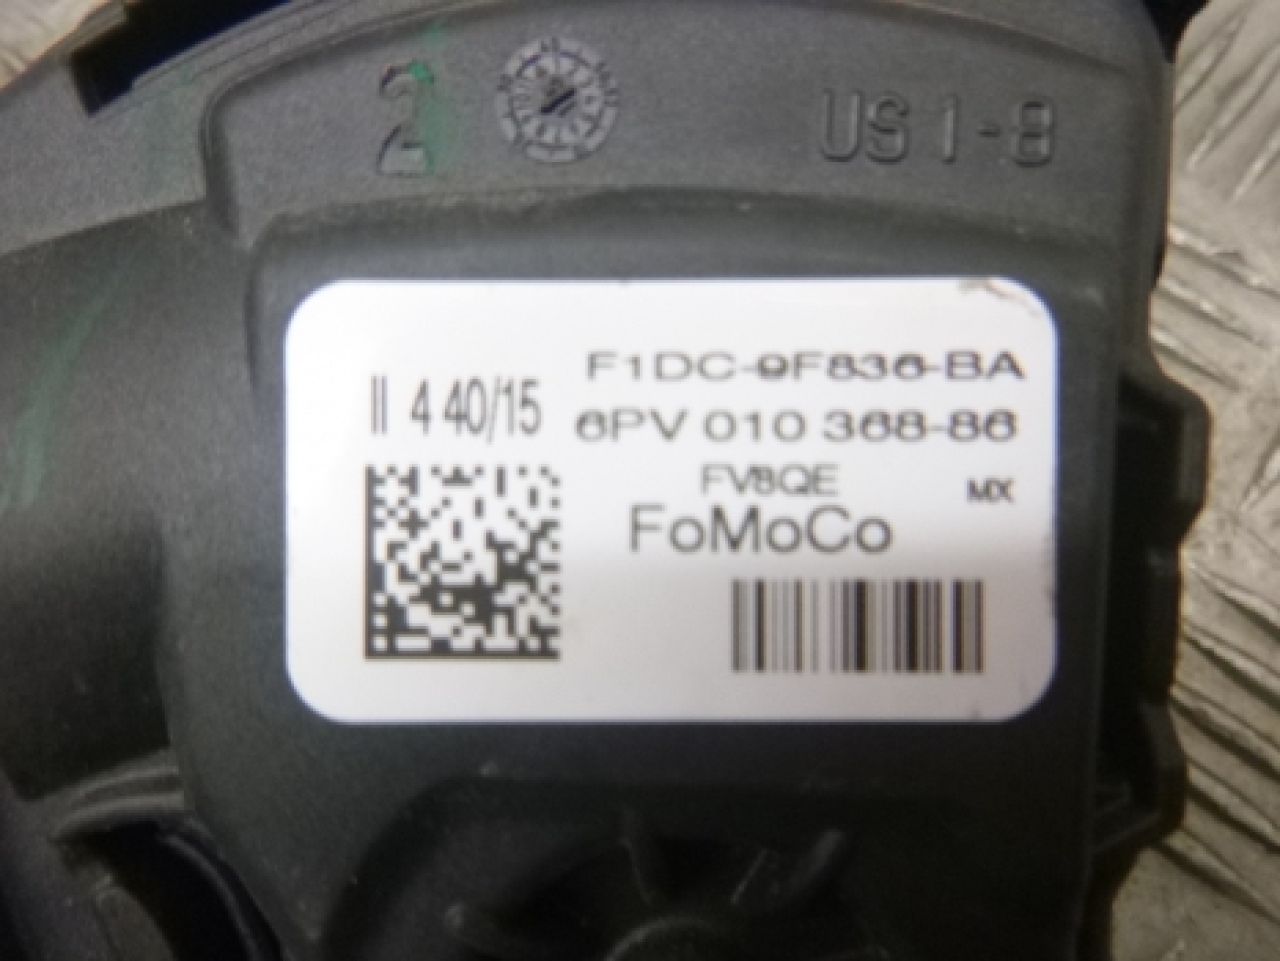 2 US 1-8
F1DC-9F836-BA
II 4 40/15 6PV 010 368-86
FV8QE MX
FoMoCo